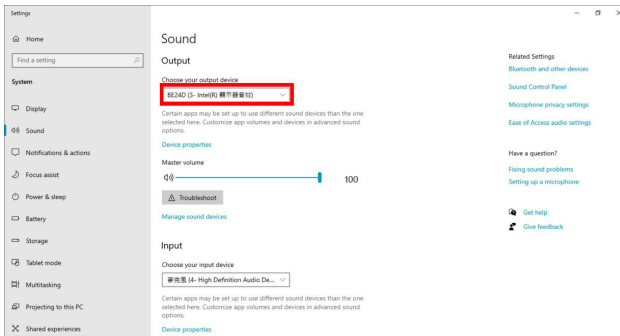 Settings
Home
Find a setting
System
Display
Sound
Notifications & actions
Focus assist
Power & sleep
Battery
Storage
Tablet mode
Multitasking
Projecting to this PC
Shared experiences
Sound
Output
Choose your output device
BE24D (3- Intel(R) 顯示器音效)
Certain apps may be set up to use different sound devices than the one
selected here. Customize app volumes and devices in advanced sound
options.
Device properties
Master volume
100
Troubleshoot
Manage sound devices
Input
Choose your input device
麥克風 (4- High Definition Audio De...
Certain apps may be set up to use different sound devices than the one
selected here. Customize app volumes and devices in advanced sound
options.
Device properties
Related Settings
Bluetooth and other devices
Sound Control Panel
Microphone privacy settings
Ease of Access audio settings
Have a question?
Fixing sound problems
Setting up a microphone
Get help
Give feedback